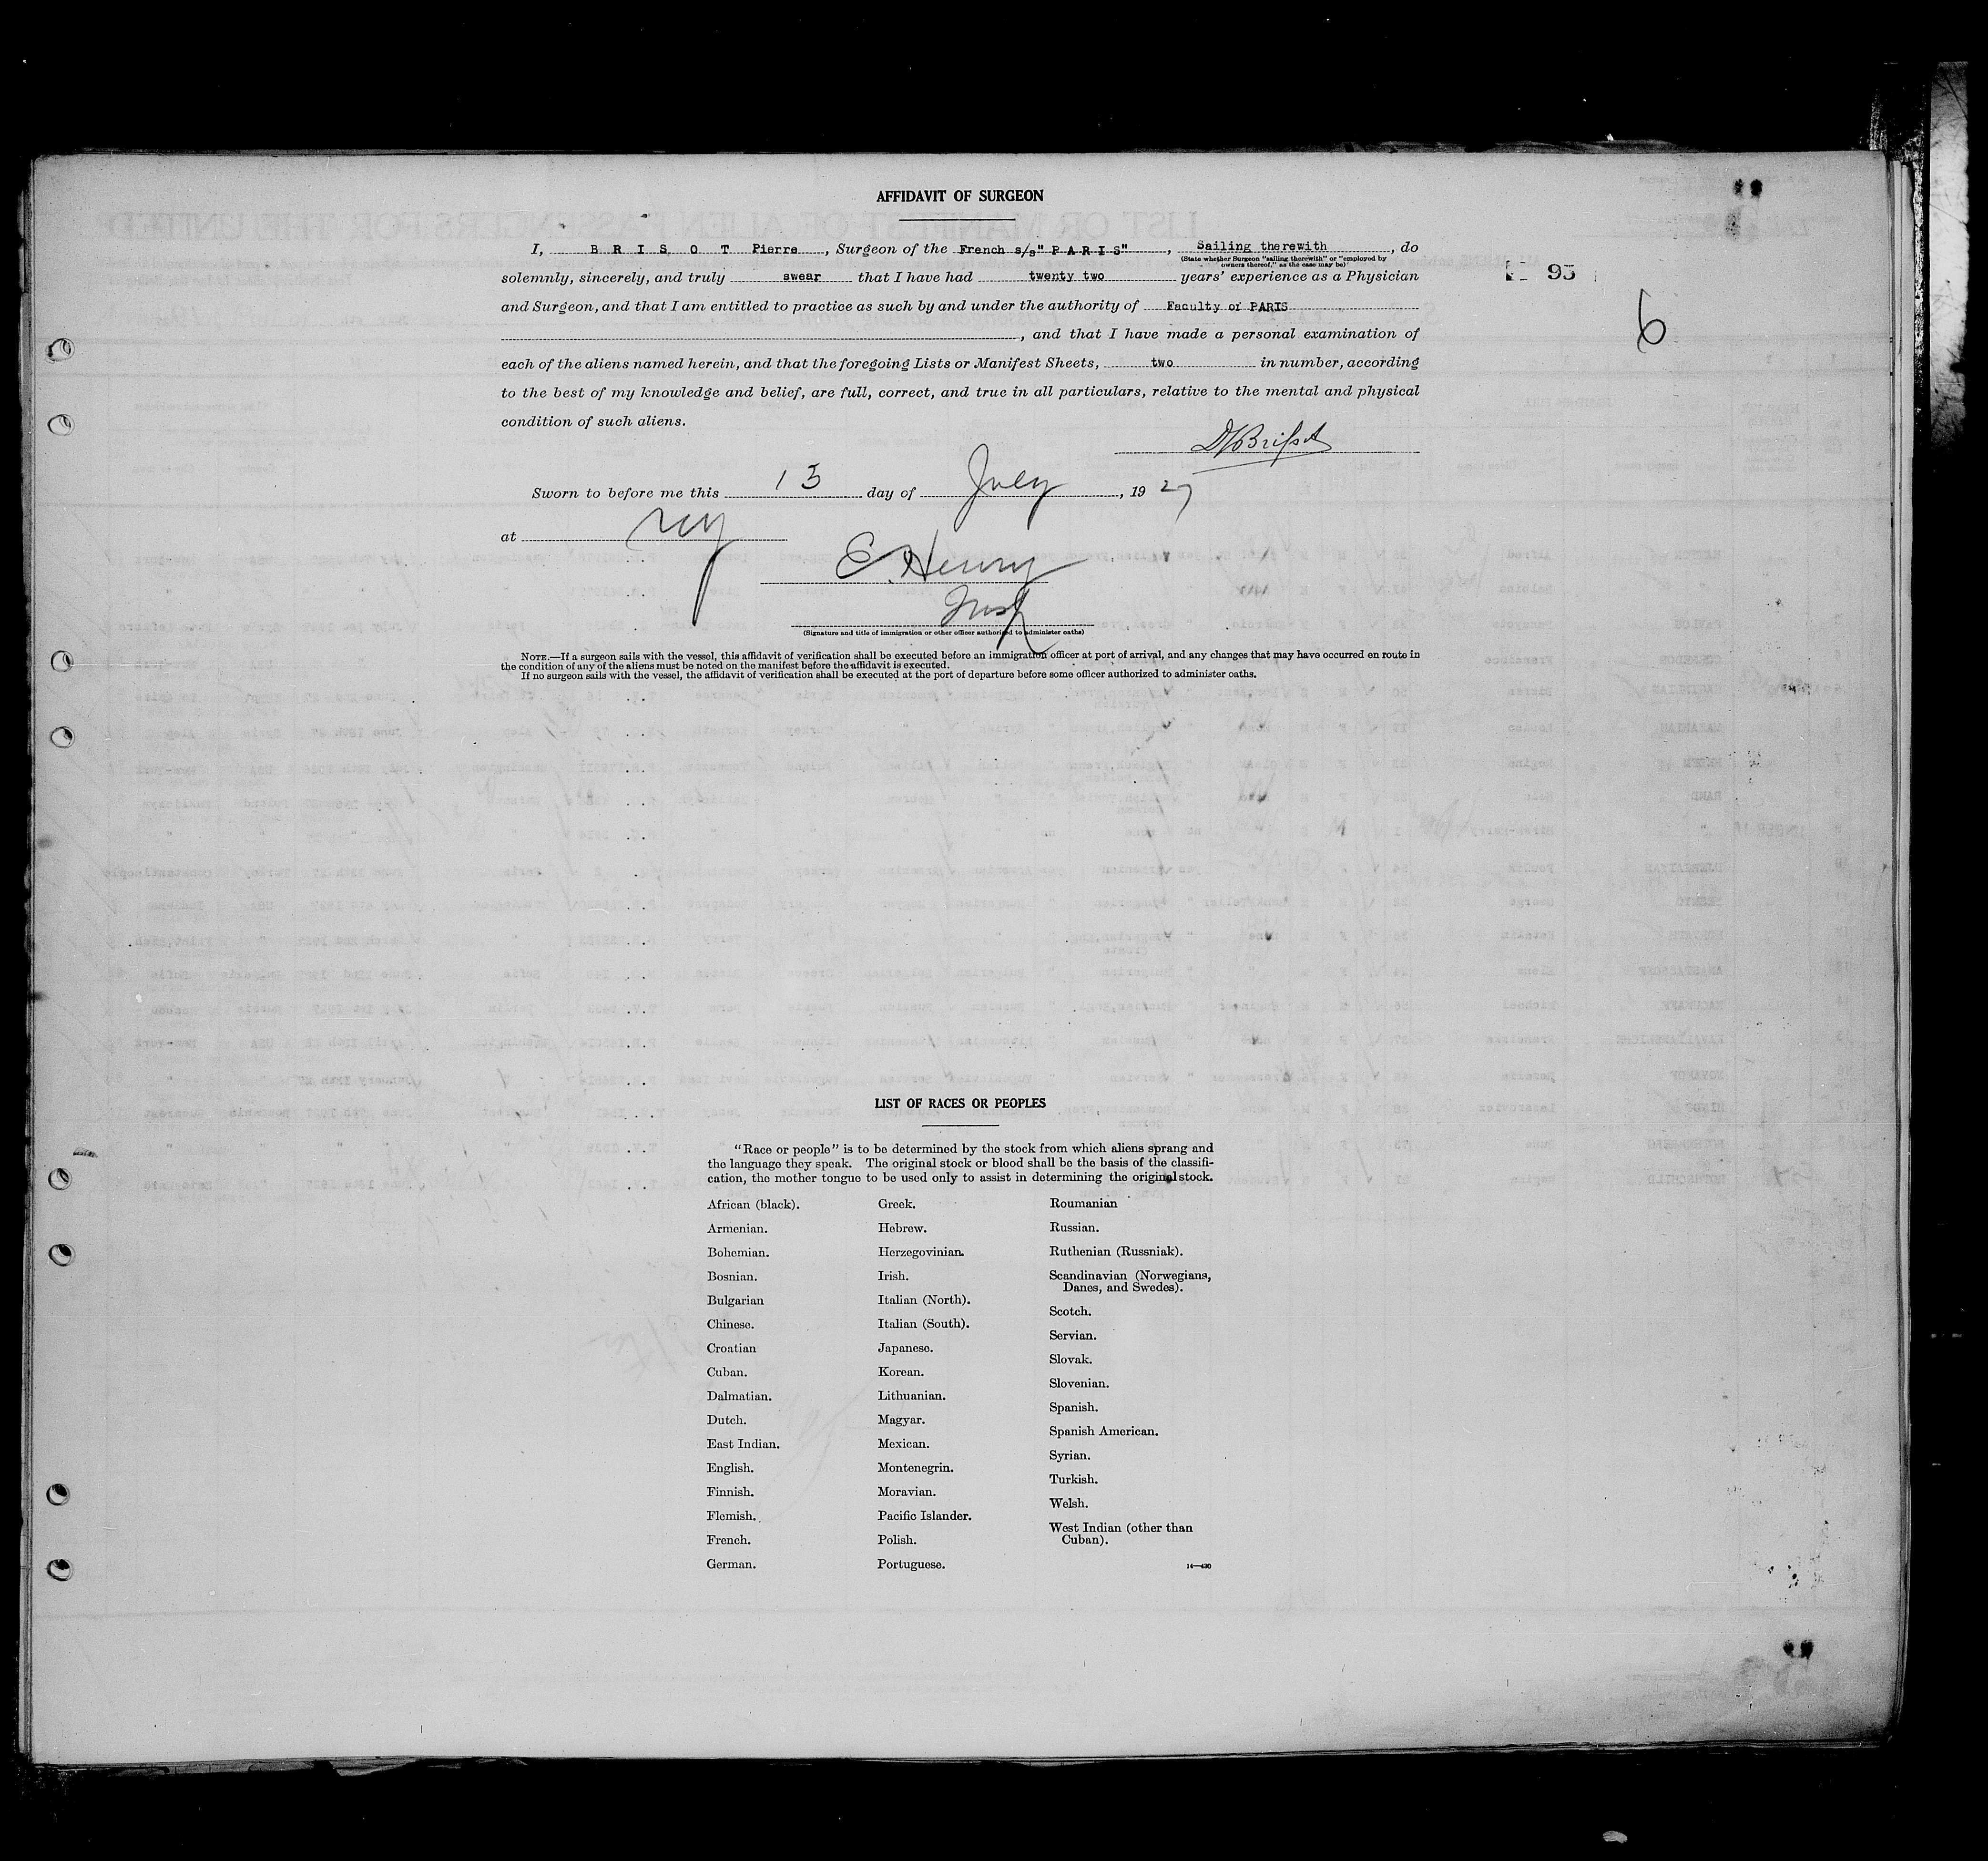 AFFIDAVIT OF SURGEON
I, B R I S O T Pierre, Surgeon of the French s/s "PARIS", Sailing therewith, do
(State whether Surgeon "sailing therewith" or "employed by
owners thereof," as the case may be)
solemnly, sincerely, and truly swear that I have had twenty two years' experience as a Physician
95
and Surgeon, and that I am entitled to practice as such by and under the authority of Faculty of PARIS
6
, and that I have made a personal examination of
each of the aliens named herein, and that the foregoing Lists or Manifest Sheets, two in number, according
to the best of my knowledge and belief, are full, correct, and true in all particulars, relative to the mental and physical
condition of such aliens.
Sworn to before me this 13 day of July, 1927
at NY
E. Henry
Insp
(Signature and title of immigration or other officer authorized to administer oaths)
NOTE.—If a surgeon sails with the vessel, this affidavit of verification shall be executed before an immigration officer at port of arrival, and any changes that may have occurred en route in
the condition of any of the aliens must be noted on the manifest before the affidavit is executed.
If no surgeon sails with the vessel, the affidavit of verification shall be executed at the port of departure before some officer authorized to administer oaths.
LIST OF RACES OR PEOPLES
"Race or people" is to be determined by the stock from which aliens sprang and
the language they speak. The original stock or blood shall be the basis of the classifi-
cation, the mother tongue to be used only to assist in determining the original stock.
African (black).
Armenian.
Bohemian.
Bosnian.
Bulgarian
Chinese.
Croatian
Cuban.
Dalmatian.
Dutch.
East Indian.
English.
Finnish.
Flemish.
French.
German.
Greek.
Hebrew.
Herzegovinian.
Irish.
Italian (North).
Italian (South).
Japanese.
Korean.
Lithuanian.
Magyar.
Mexican.
Montenegrin.
Moravian.
Pacific Islander.
Polish.
Portuguese.
Roumanian
Russian.
Ruthenian (Russniak).
Scandinavian (Norwegians,
Danes, and Swedes).
Scotch.
Servian.
Slovak.
Slovenian.
Spanish.
Spanish American.
Syrian.
Turkish.
Welsh.
West Indian (other than
Cuban).
14—430